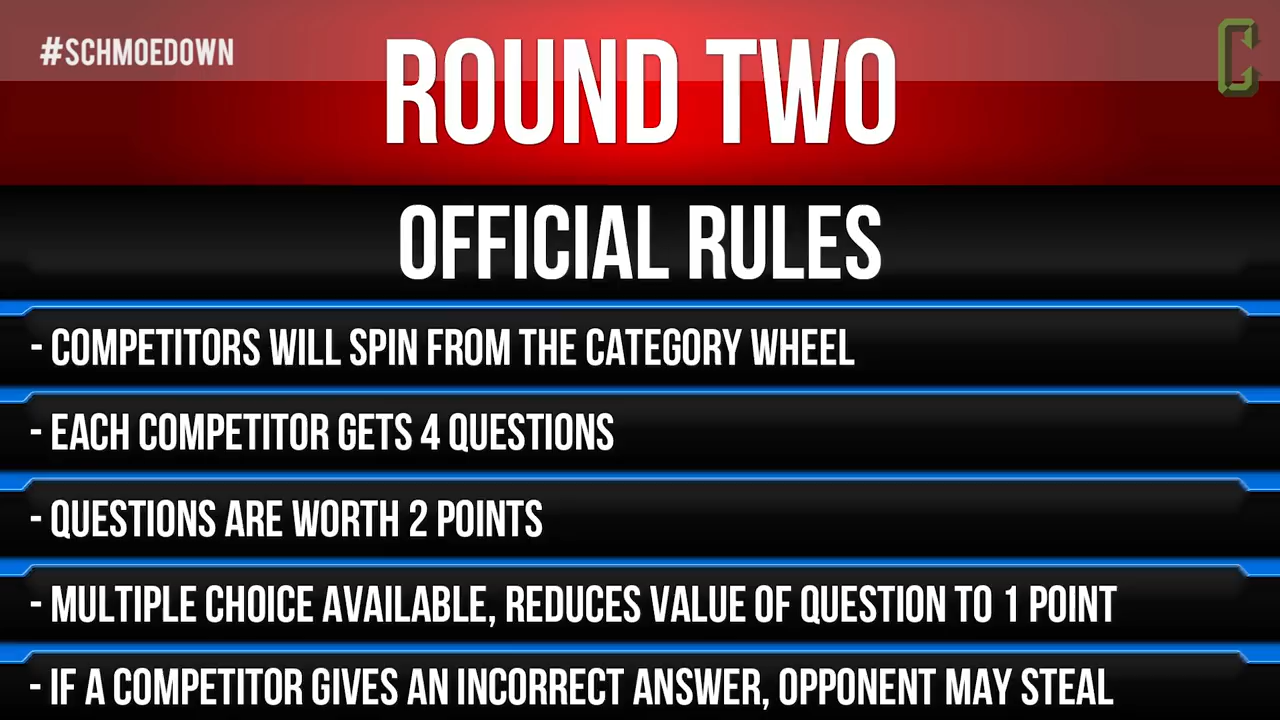 #SCHMOEDOWN
ROUND TWO
OFFICIAL RULES
- COMPETITORS WILL SPIN FROM THE CATEGORY WHEEL
- EACH COMPETITOR GETS 4 QUESTIONS
- QUESTIONS ARE WORTH 2 POINTS
- MULTIPLE CHOICE AVAILABLE, REDUCES VALUE OF QUESTION TO 1 POINT
- IF A COMPETITOR GIVES AN INCORRECT ANSWER, OPPONENT MAY STEAL